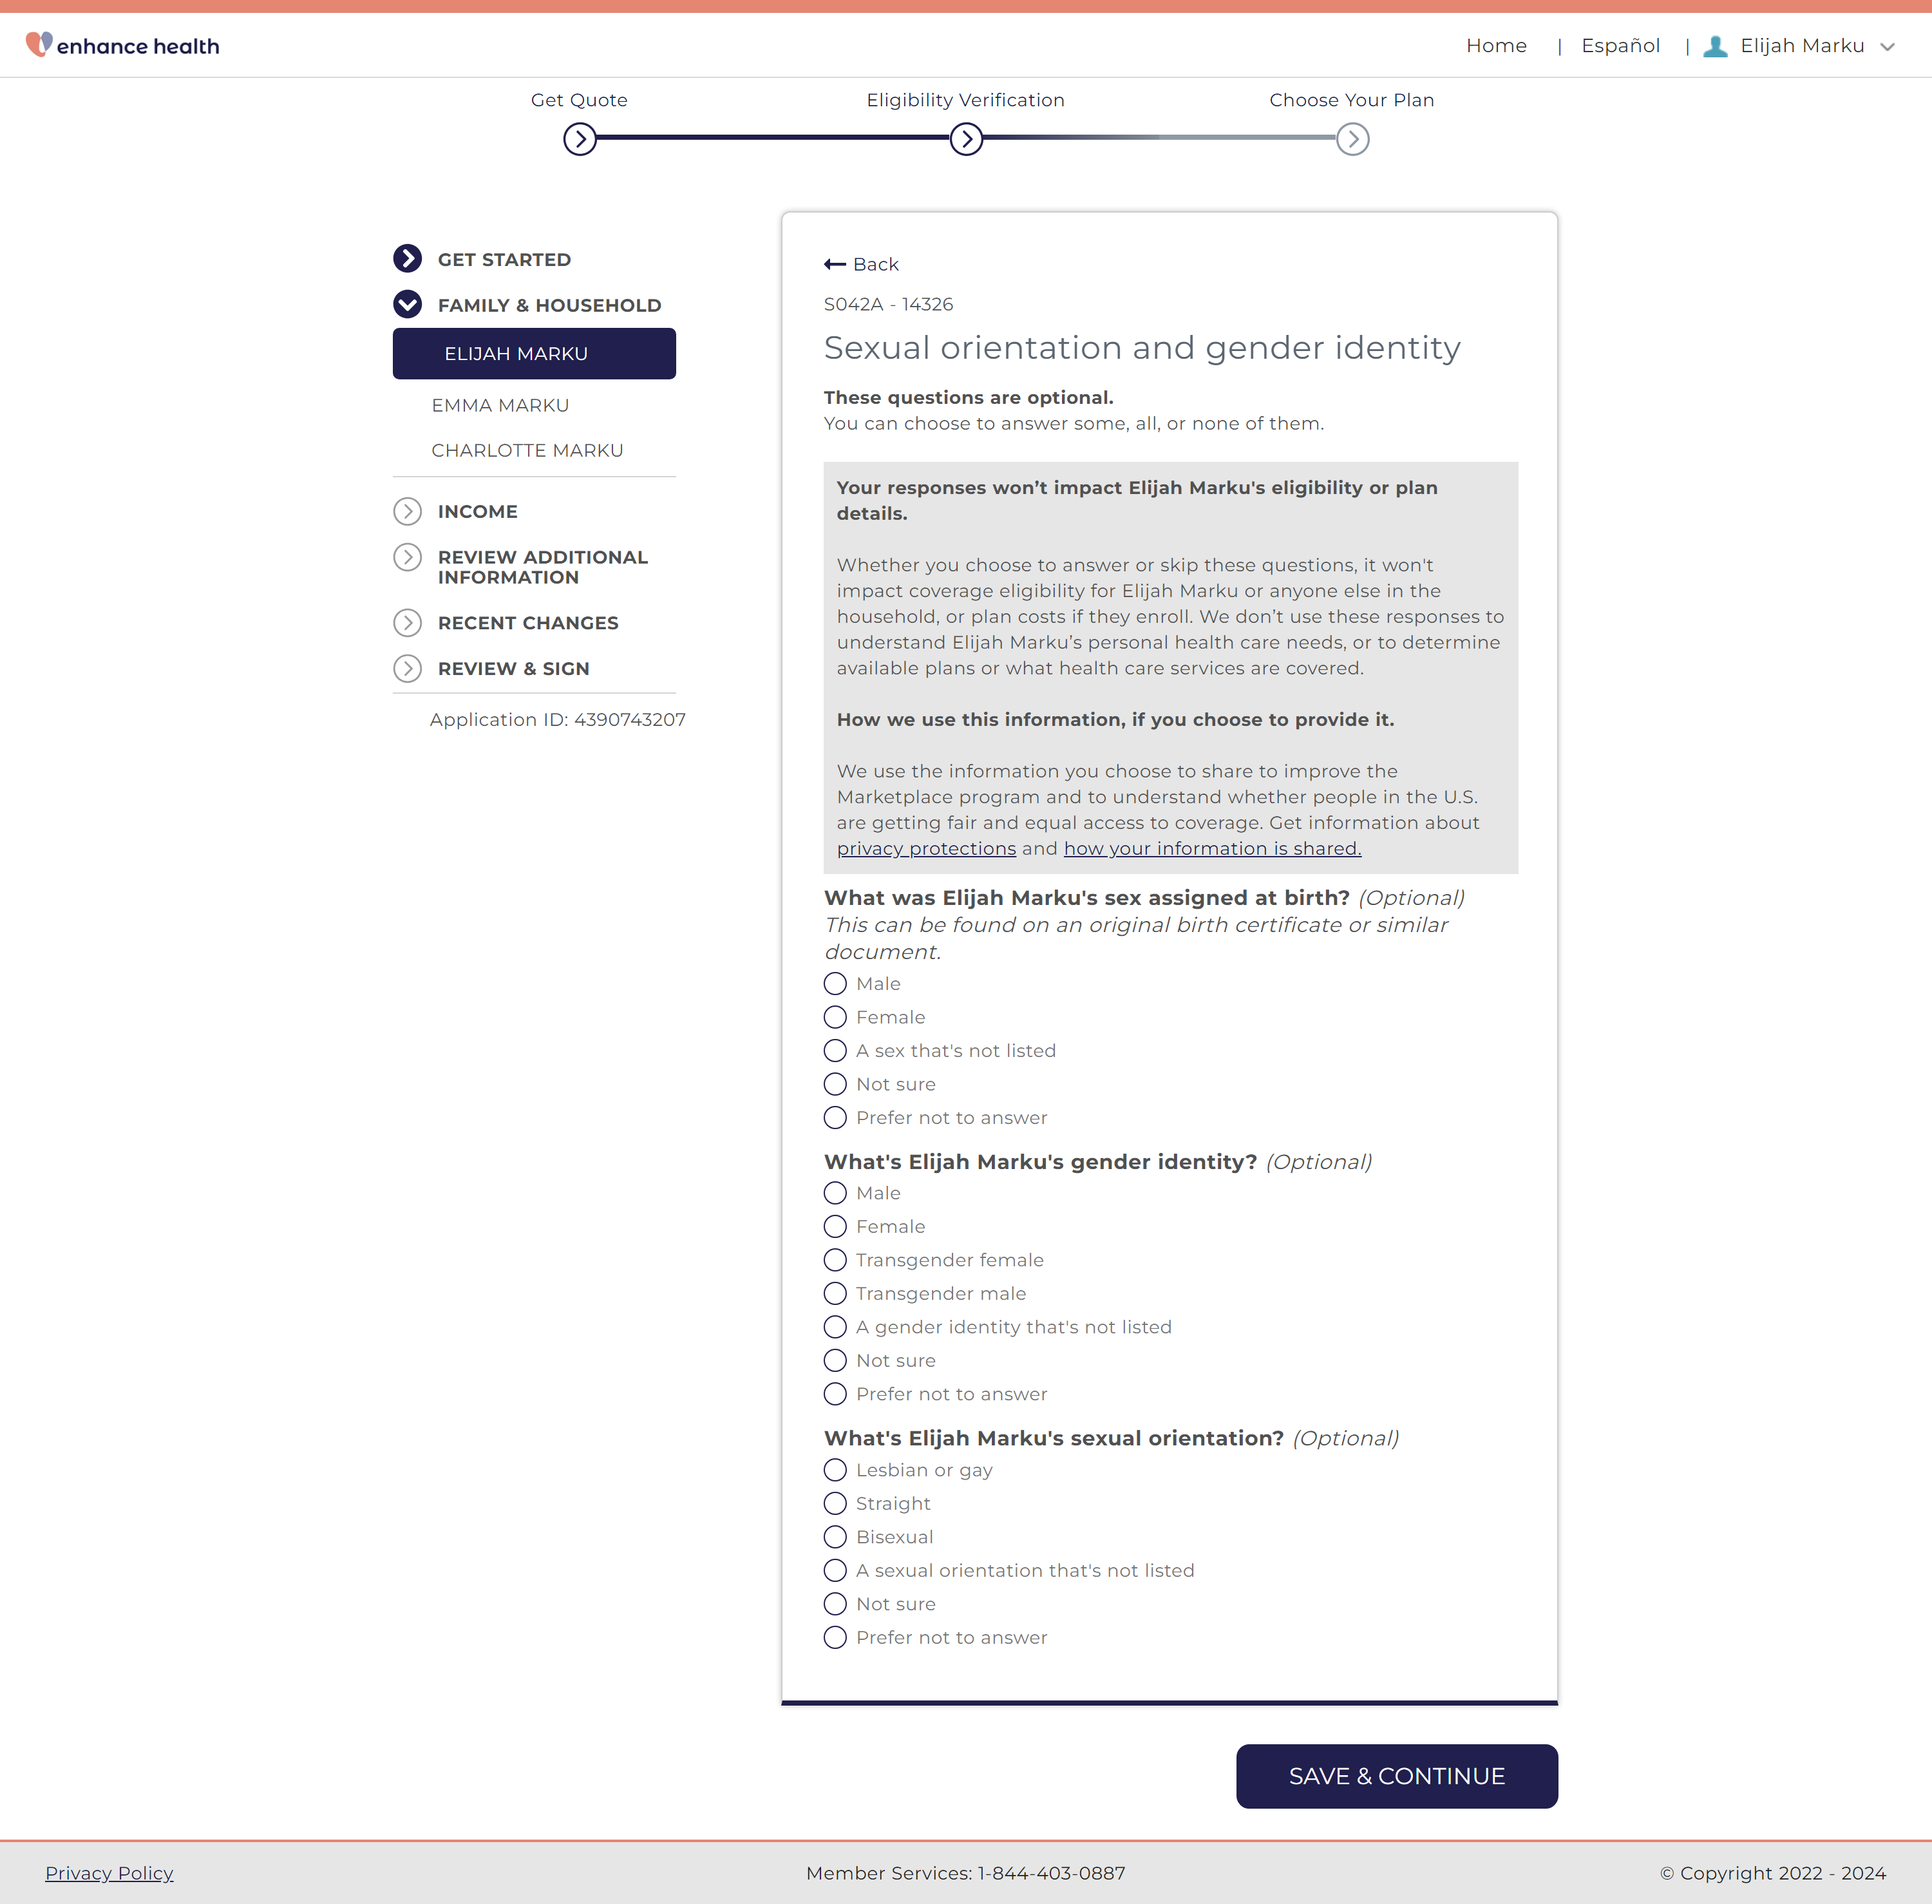 enhance health
Home | Español | Elijah Marku
Get Quote
Eligibility Verification
Choose Your Plan
GET STARTED
FAMILY & HOUSEHOLD
ELIJAH MARKU
EMMA MARKU
CHARLOTTE MARKU
INCOME
REVIEW ADDITIONAL
INFORMATION
RECENT CHANGES
REVIEW & SIGN
Application ID: 4390743207
Back
S042A - 14326
Sexual orientation and gender identity
These questions are optional.
You can choose to answer some, all, or none of them.
Your responses won’t impact Elijah Marku's eligibility or plan
details.
Whether you choose to answer or skip these questions, it won't
impact coverage eligibility for Elijah Marku or anyone else in the
household, or plan costs if they enroll. We don’t use these responses to
understand Elijah Marku’s personal health care needs, or to determine
available plans or what health care services are covered.
How we use this information, if you choose to provide it.
We use the information you choose to share to improve the
Marketplace program and to understand whether people in the U.S.
are getting fair and equal access to coverage. Get information about
privacy protections and how your information is shared.
What was Elijah Marku's sex assigned at birth? (Optional)
This can be found on an original birth certificate or similar
document.
Male
Female
A sex that's not listed
Not sure
Prefer not to answer
What's Elijah Marku's gender identity? (Optional)
Male
Female
Transgender female
Transgender male
A gender identity that's not listed
Not sure
Prefer not to answer
What's Elijah Marku's sexual orientation? (Optional)
Lesbian or gay
Straight
Bisexual
A sexual orientation that's not listed
Not sure
Prefer not to answer
SAVE & CONTINUE
Privacy Policy
Member Services: 1-844-403-0887
© Copyright 2022 - 2024